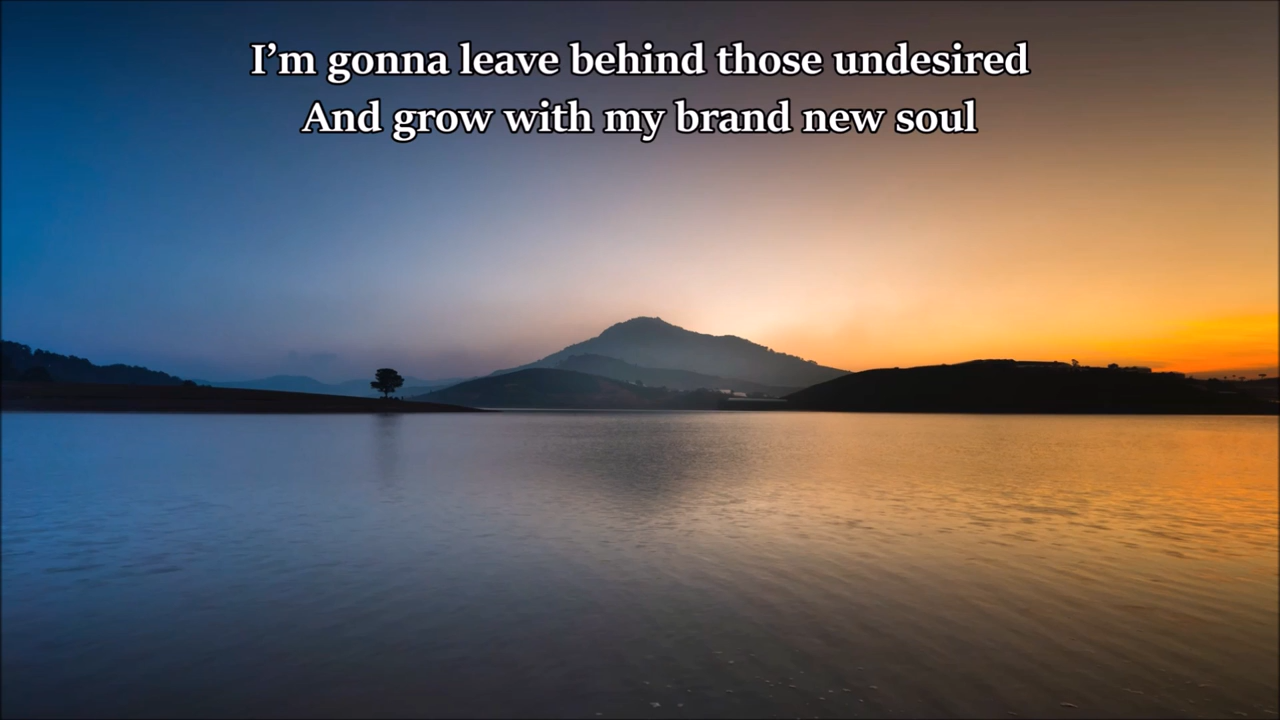 I’m gonna leave behind those undesired
And grow with my brand new soul